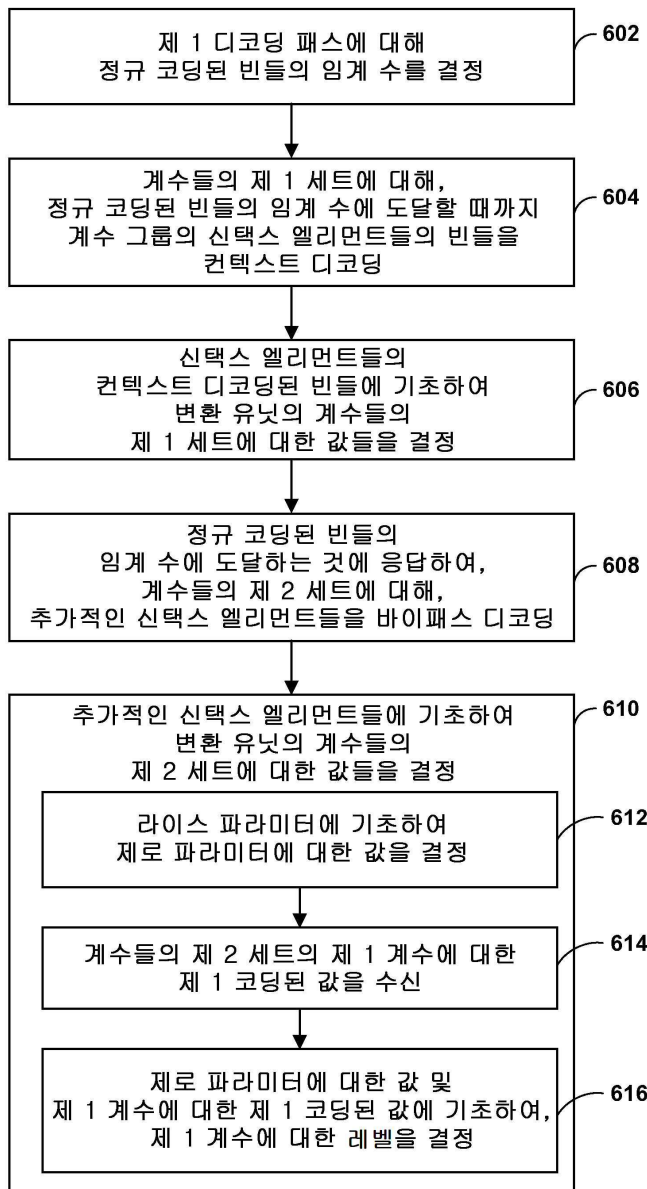 제 1 디코딩 패스에 대해
정규 코딩된 빈들의 임계 수를 결정
602
계수들의 제 1 세트에 대해,
정규 코딩된 빈들의 임계 수에 도달할 때까지
계수 그룹의 신택스 엘리먼트들의 빈들을
컨텍스트 디코딩
604
신택스 엘리먼트들의
컨텍스트 디코딩된 빈들에 기초하여
변환 유닛의 계수들의
제 1 세트에 대한 값들을 결정
606
정규 코딩된 빈들의
임계 수에 도달하는 것에 응답하여,
계수들의 제 2 세트에 대해,
추가적인 신택스 엘리먼트들을 바이패스 디코딩
608
추가적인 신택스 엘리먼트들에 기초하여
변환 유닛의 계수들의
제 2 세트에 대한 값들을 결정
610
라이스 파라미터에 기초하여
제로 파라미터에 대한 값을 결정
612
계수들의 제 2 세트의 제 1 계수에 대한
제 1 코딩된 값을 수신
614
제로 파라미터에 대한 값 및
제 1 계수에 대한 제 1 코딩된 값에 기초하여,
제 1 계수에 대한 레벨을 결정
616